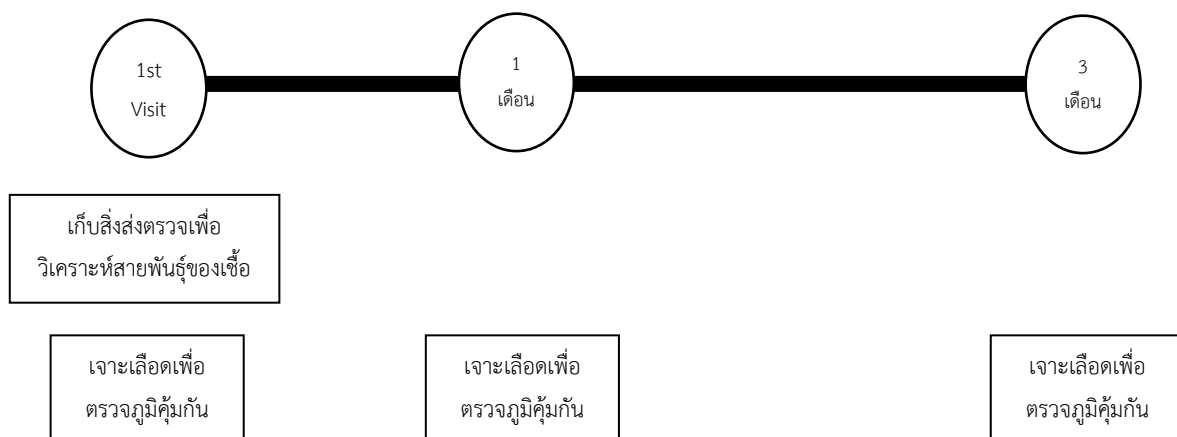 1st
Visit
1
เดือน
3
เดือน
เก็บสิ่งส่งตรวจเพื่อ
วิเคราะห์สายพันธุ์ของเชื้อ
เจาะเลือดเพื่อ
ตรวจภูมิคุ้มกัน
เจาะเลือดเพื่อ
ตรวจภูมิคุ้มกัน
เจาะเลือดเพื่อ
ตรวจภูมิคุ้มกัน